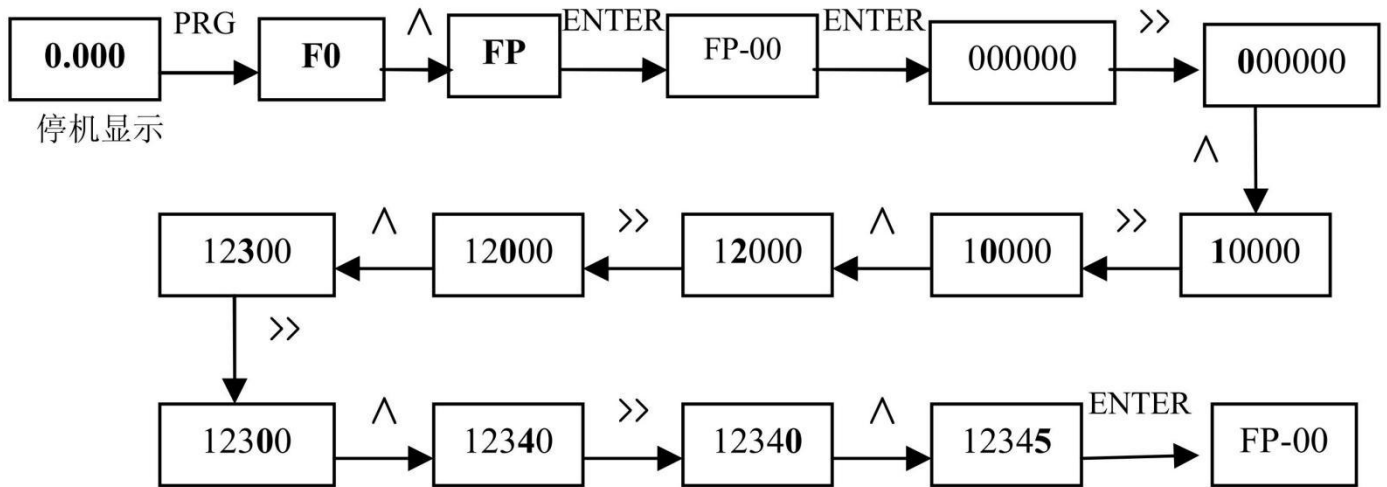 PRG ∧ ENTER ENTER >>
0.000 F0 FP FP-00 000000 000000
停机显示
∧
∧ >> ∧ >>
12300 12000 12000 10000 10000
>>
∧ >> ∧ ENTER
12300 12340 12340 12345 FP-00